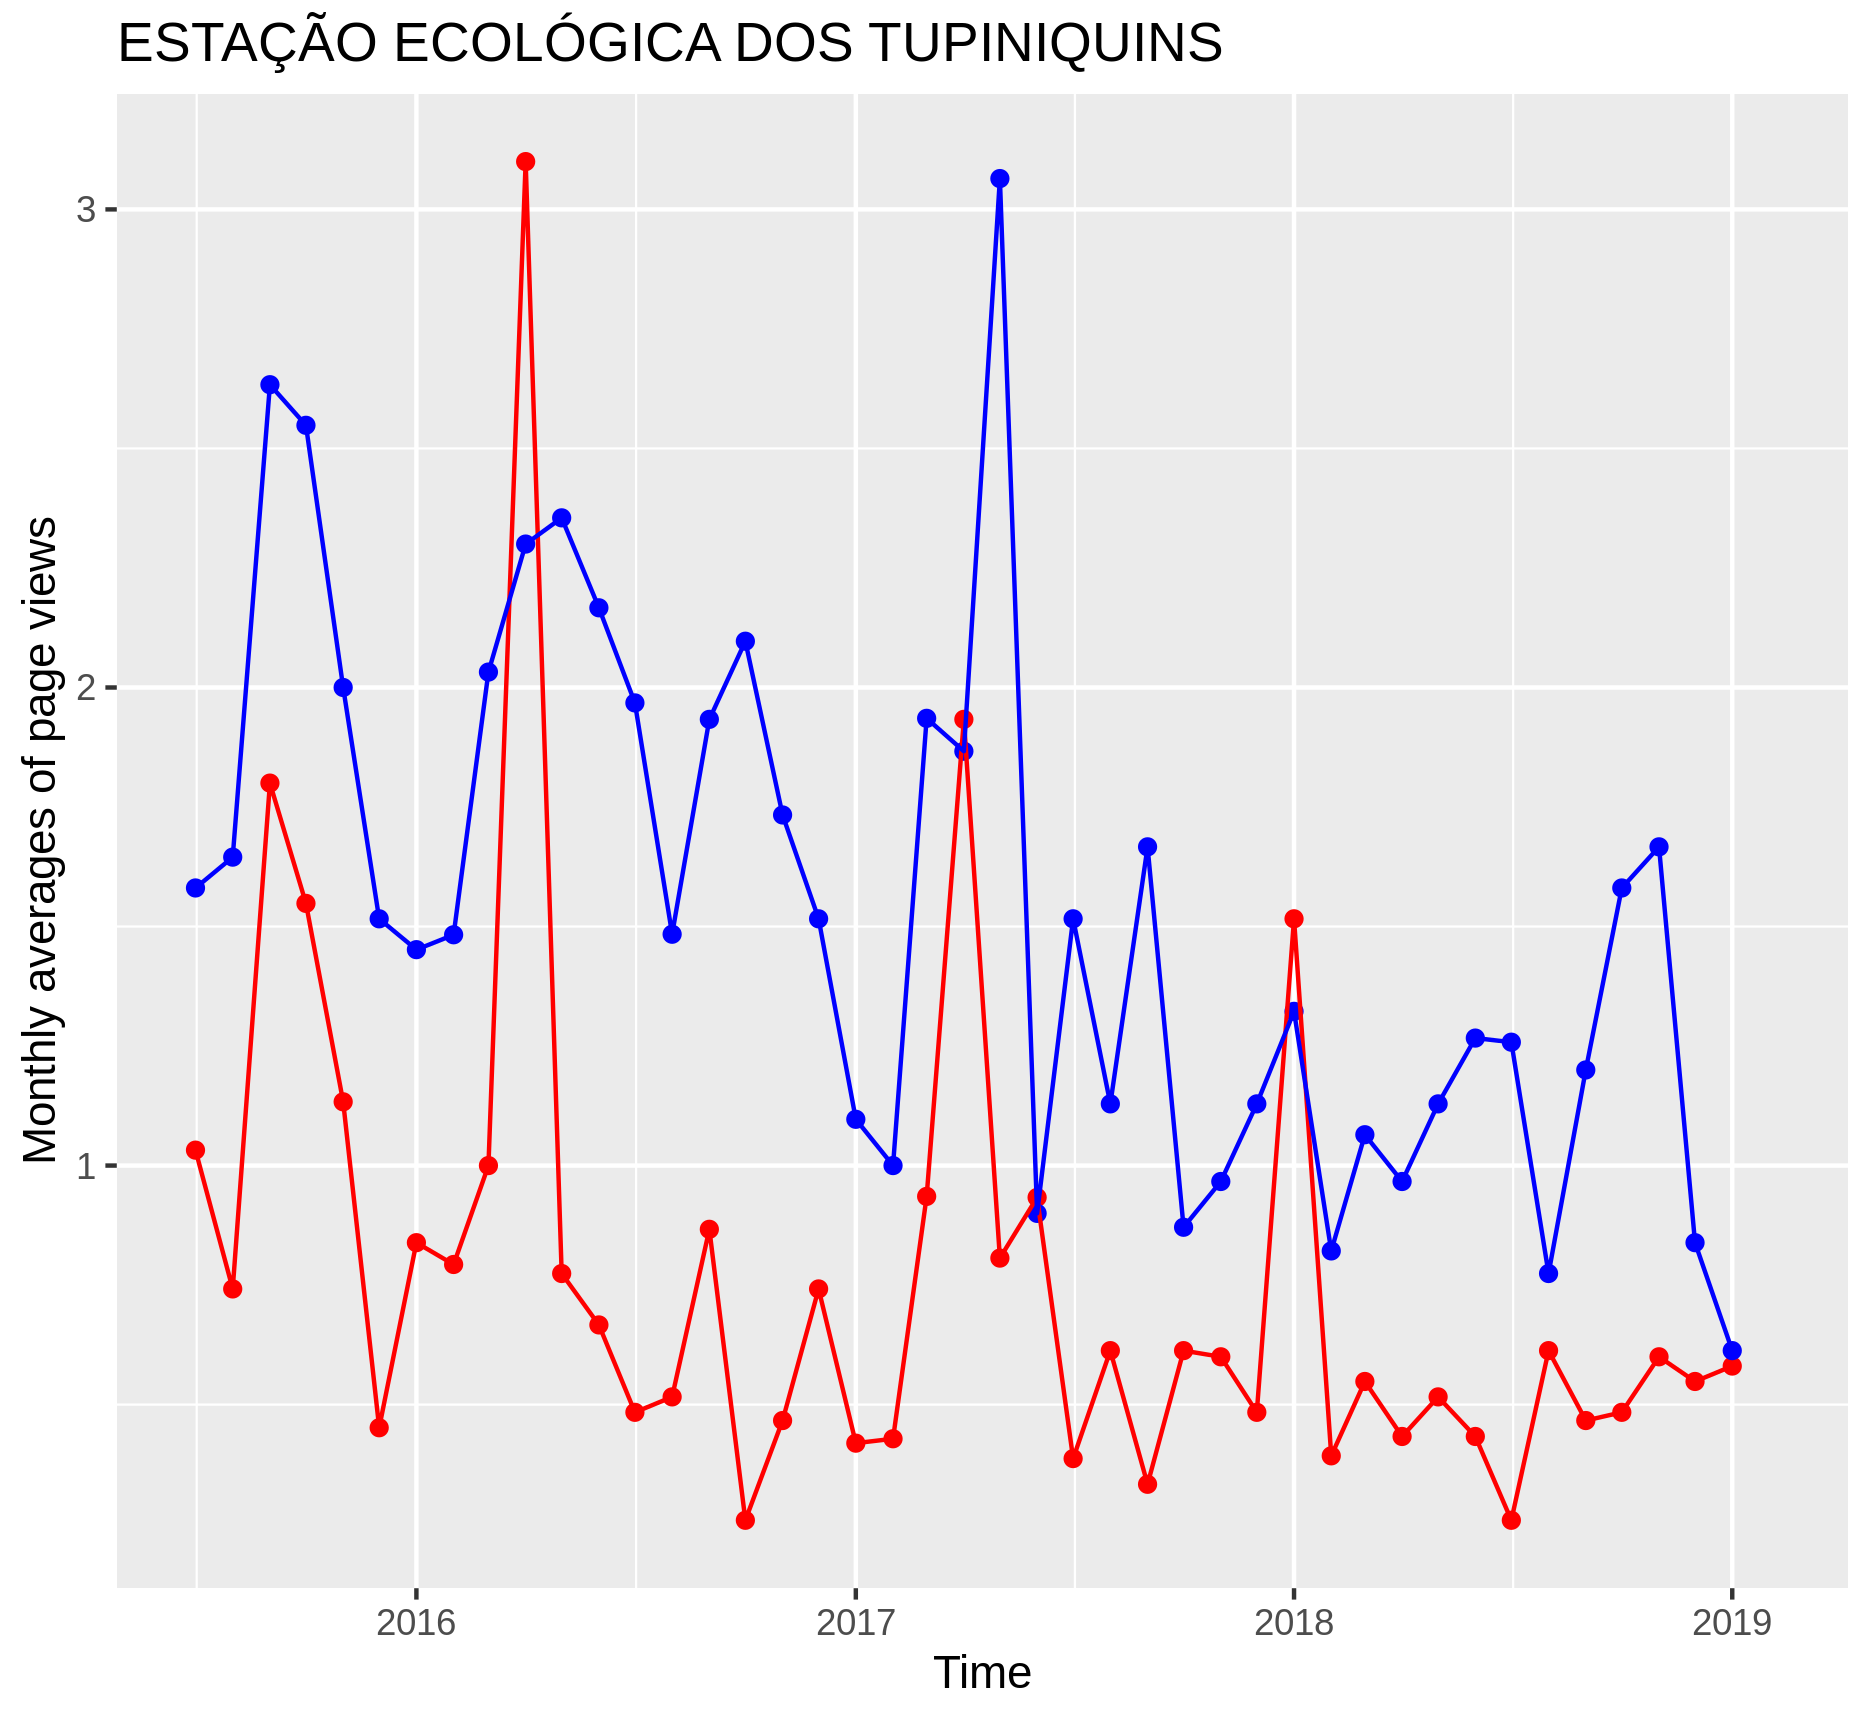 ESTAÇÃO ECOLÓGICA DOS TUPINIQUINS
Monthly averages of page views
3
2
1
2016
2017
2018
2019
Time